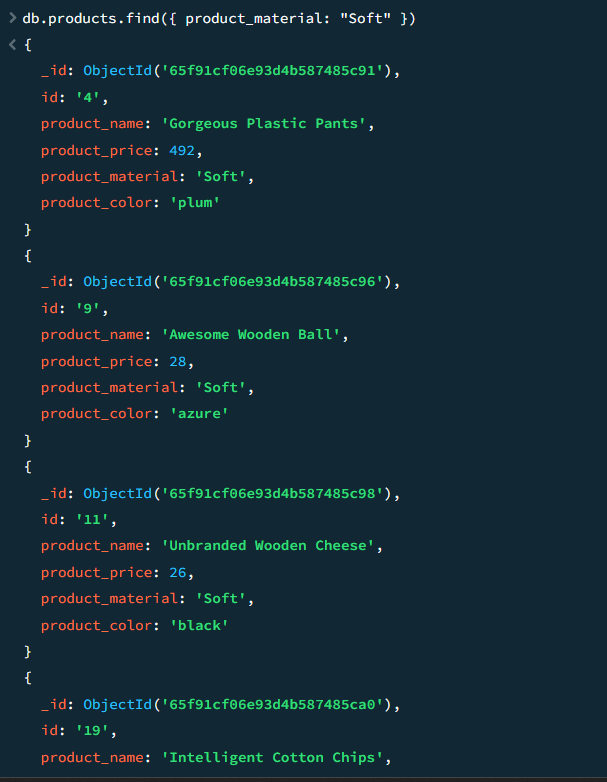 db.products.find({ product_material: "Soft" })
{
_id: ObjectId('65f91cf06e93d4b587485c91'),
id: '4',
product_name: 'Gorgeous Plastic Pants',
product_price: 492,
product_material: 'Soft',
product_color: 'plum'
}
{
_id: ObjectId('65f91cf06e93d4b587485c96'),
id: '9',
product_name: 'Awesome Wooden Ball',
product_price: 28,
product_material: 'Soft',
product_color: 'azure'
}
{
_id: ObjectId('65f91cf06e93d4b587485c98'),
id: '11',
product_name: 'Unbranded Wooden Cheese',
product_price: 26,
product_material: 'Soft',
product_color: 'black'
}
{
_id: ObjectId('65f91cf06e93d4b587485ca0'),
id: '19',
product_name: 'Intelligent Cotton Chips',